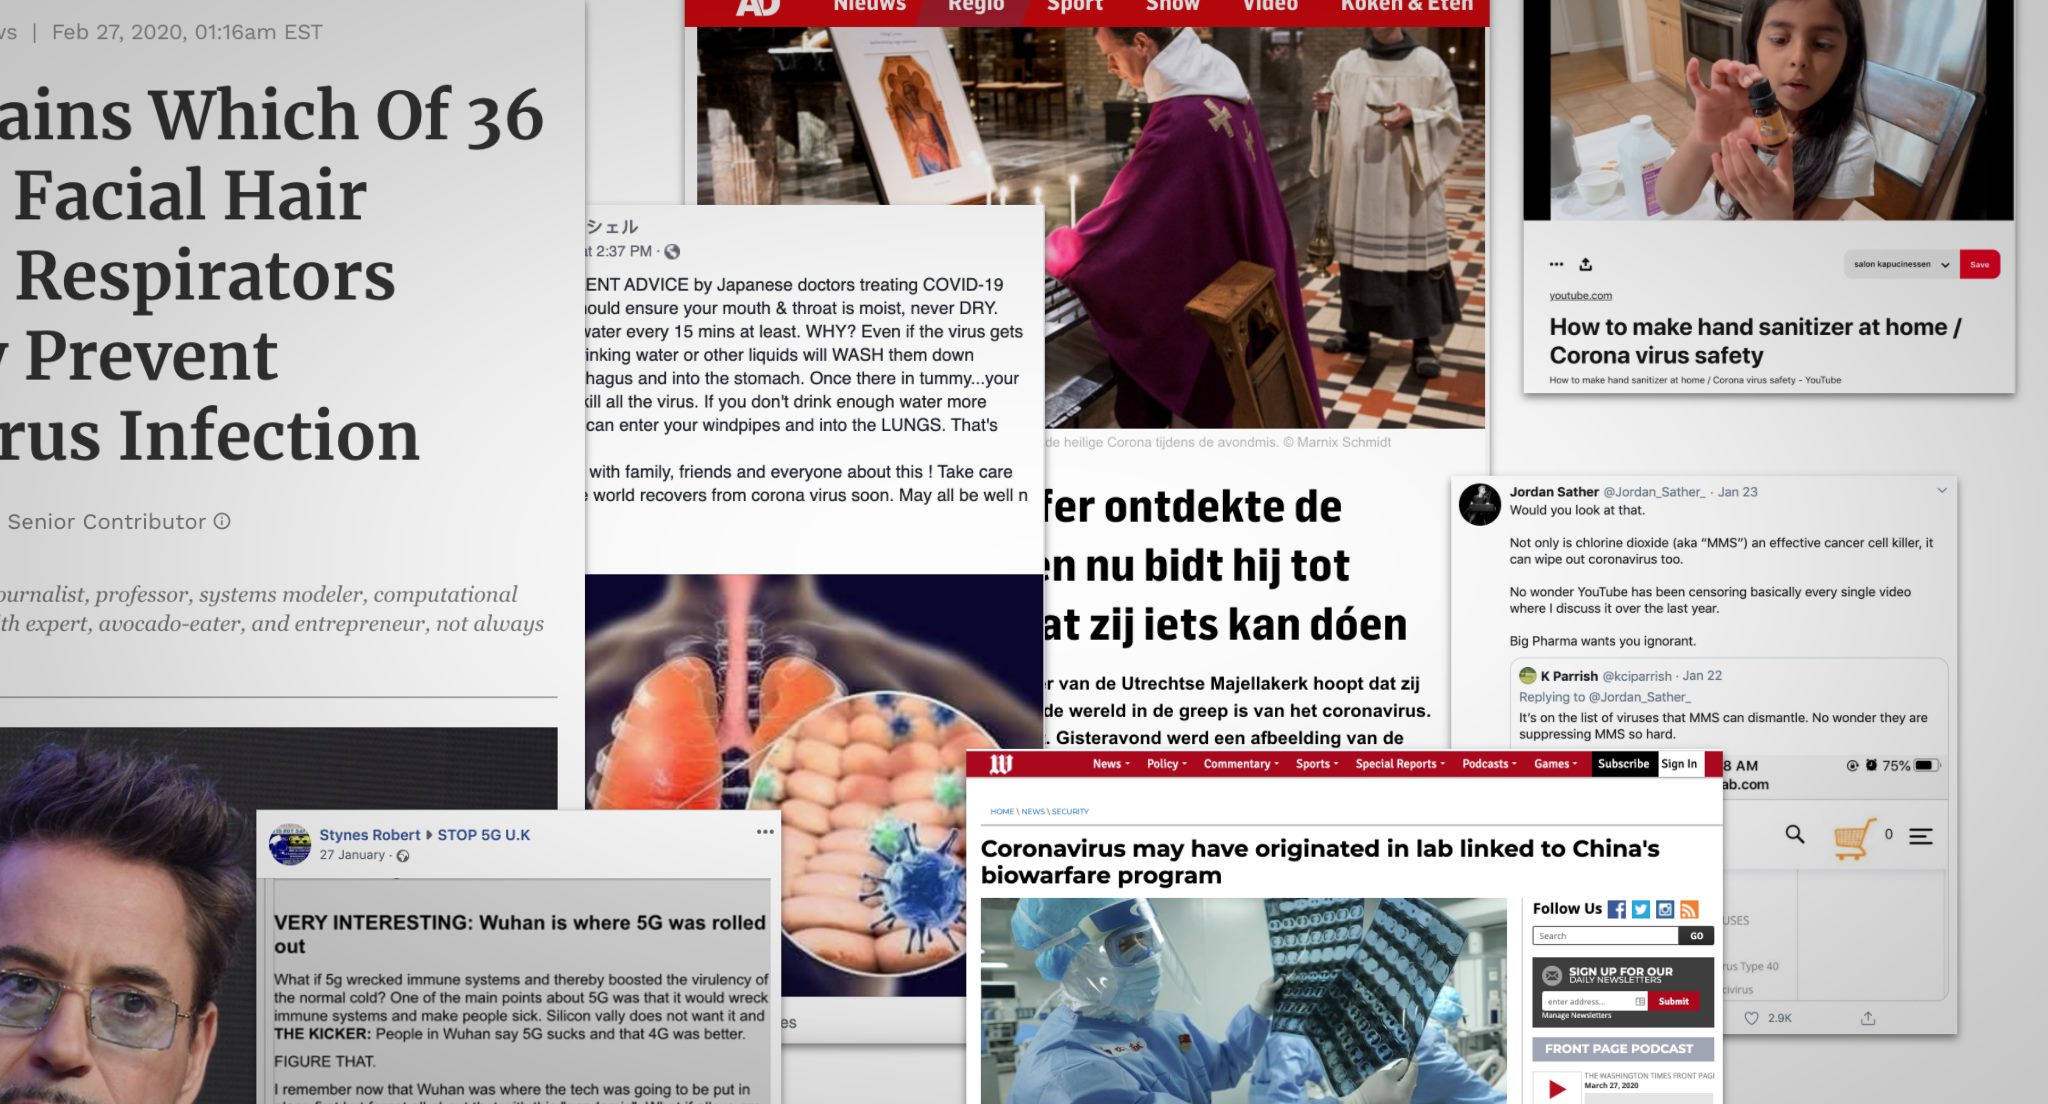 Feb 27, 2020, 01:16am EST
Which Of 36
Facial Hair
Respirators
Prevent
Infection
Senior Contributor
professor, systems modeler, computational
expert, avocado-eater, and entrepreneur, not always
シェル
2:37 PM
ADVICE by Japanese doctors treating COVID-19
ensure your mouth & throat is moist, never DRY.
every 15 mins at least. WHY? Even if the virus gets
water or other liquids will WASH them down
and into the stomach. Once there in tummy...your
all the virus. If you don't drink enough water more
can enter your windpipes and into the LUNGS. That's
with family, friends and everyone about this ! Take care
world recovers from corona virus soon. May all be well n
Stynes Robert STOP 5G U.K
27 January
VERY INTERESTING: Wuhan is where 5G was rolled
out
What if 5g wrecked immune systems and thereby boosted the virulency of
the normal cold? One of the main points about 5G was that it would wreck
immune systems and make people sick. Silicon vally does not want it and
THE KICKER: People in Wuhan say 5G sucks and that 4G was better.
FIGURE THAT.
I remember now that Wuhan was where the tech was going to be put in
AD
Nieuws Regio Sport Show Video Koken & Eten
de heilige Corona tijdens de avondmis. © Marnix Schmidt
ontdekte de
nu bidt hij tot
zij iets kan dóen
van de Utrechtse Majellakerk hoopt dat zij
de wereld in de greep is van het coronavirus.
Gisteravond werd een afbeelding van de
salon kapucinessen Save
youtube.com
How to make hand sanitizer at home /
Corona virus safety
How to make hand sanitizer at home / Corona virus safety - YouTube
Jordan Sather @Jordan_Sather_ · Jan 23
Would you look at that.
Not only is chlorine dioxide (aka “MMS”) an effective cancer cell killer, it
can wipe out coronavirus too.
No wonder YouTube has been censoring basically every single video
where I discuss it over the last year.
Big Pharma wants you ignorant.
K Parrish @kciparrish · Jan 22
Replying to @Jordan_Sather_
It's on the list of viruses that MMS can dismantle. No wonder they are
suppressing MMS so hard.
8 AM 75%
ab.com
0
Type 40
2.9K
W
News Policy Commentary Sports Special Reports Podcasts Games Subscribe Sign In
HOME \ NEWS \ SECURITY
Coronavirus may have originated in lab linked to China's
biowarfare program
Follow Us
Search GO
SIGN UP FOR OUR
DAILY NEWSLETTERS
enter address... Submit
Manage Newsletters
FRONT PAGE PODCAST
THE WASHINGTON TIMES FRONT PAGE
March 27, 2020